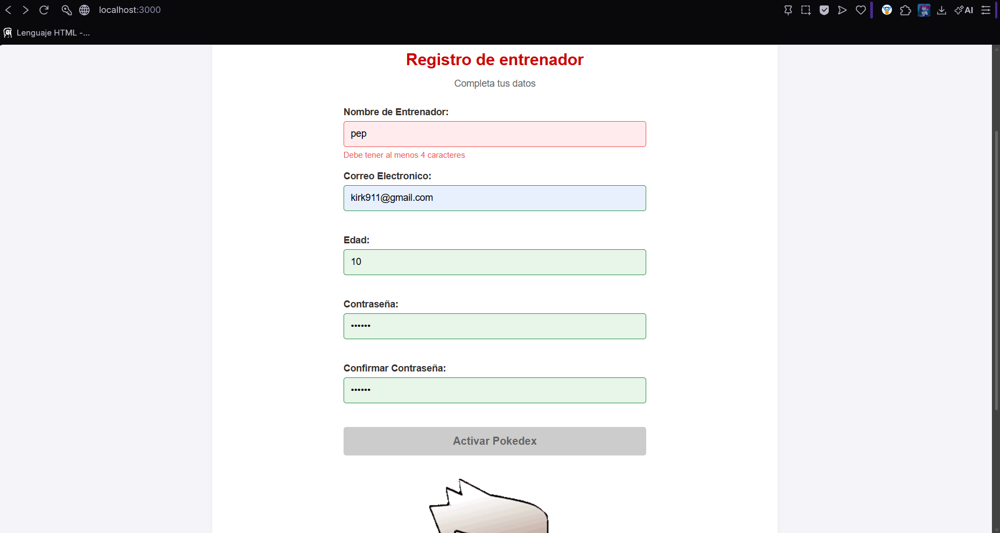 localhost:3000
AI
Lenguaje HTML -...
Registro de entrenador
Completa tus datos
Nombre de Entrenador:
pep
Debe tener al menos 4 caracteres
Correo Electronico:
kirk911@gmail.com
Edad:
10
Contraseña:
••••••
Confirmar Contraseña:
••••••
Activar Pokedex